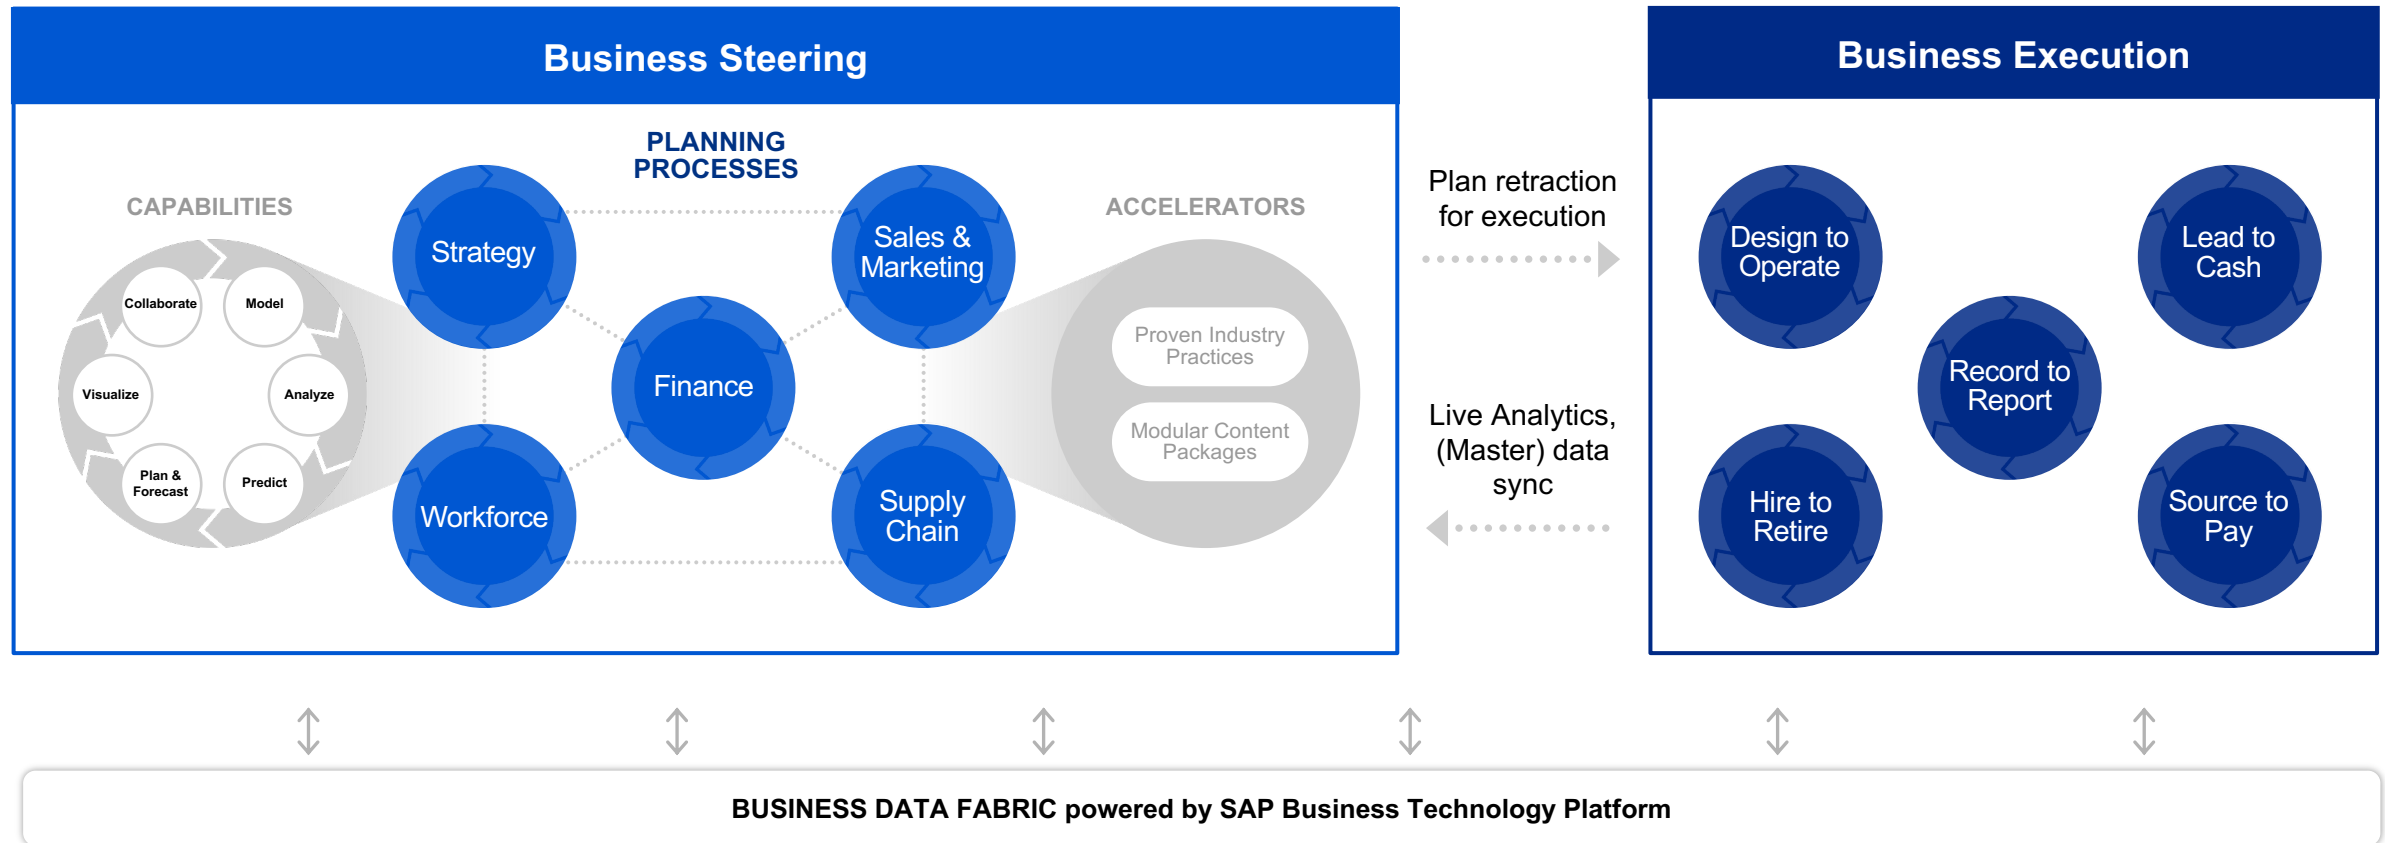 Business Steering
Business Execution
PLANNING
PROCESSES
CAPABILITIES
Collaborate
Model
Visualize
Analyze
Plan &
Forecast
Predict
Strategy
Sales &
Marketing
Finance
Workforce
Supply
Chain
ACCELERATORS
Proven Industry
Practices
Modular Content
Packages
Plan retraction
for execution
Live Analytics,
(Master) data
sync
Design to
Operate
Lead to
Cash
Record to
Report
Hire to
Retire
Source to
Pay
BUSINESS DATA FABRIC powered by SAP Business Technology Platform